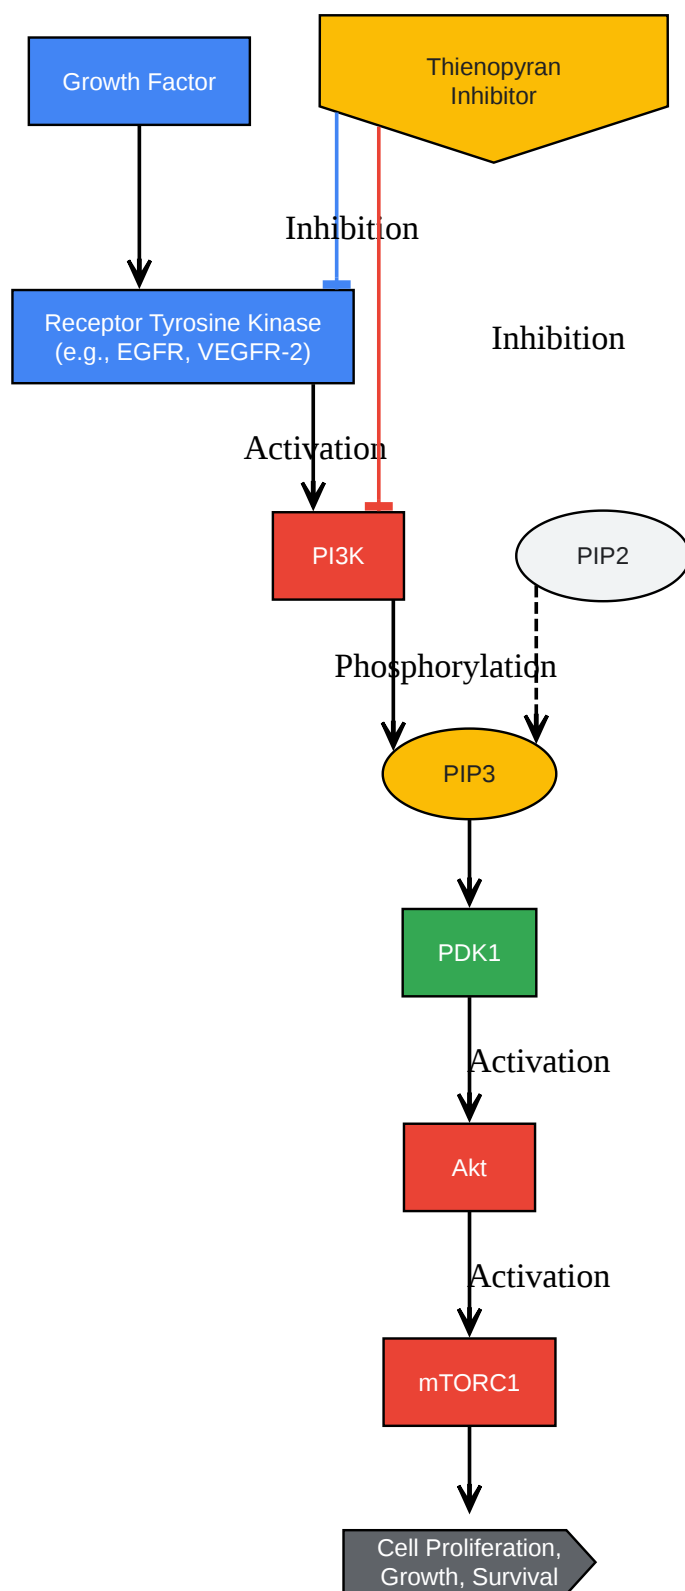 Growth Factor
Thienopyran
Inhibitor
Inhibition
Receptor Tyrosine Kinase
(e.g., EGFR, VEGFR-2)
Inhibition
Activation
PI3K
PIP2
Phosphorylation
PIP3
PDK1
Activation
Akt
Activation
mTORC1
Cell Proliferation,
Growth, Survival